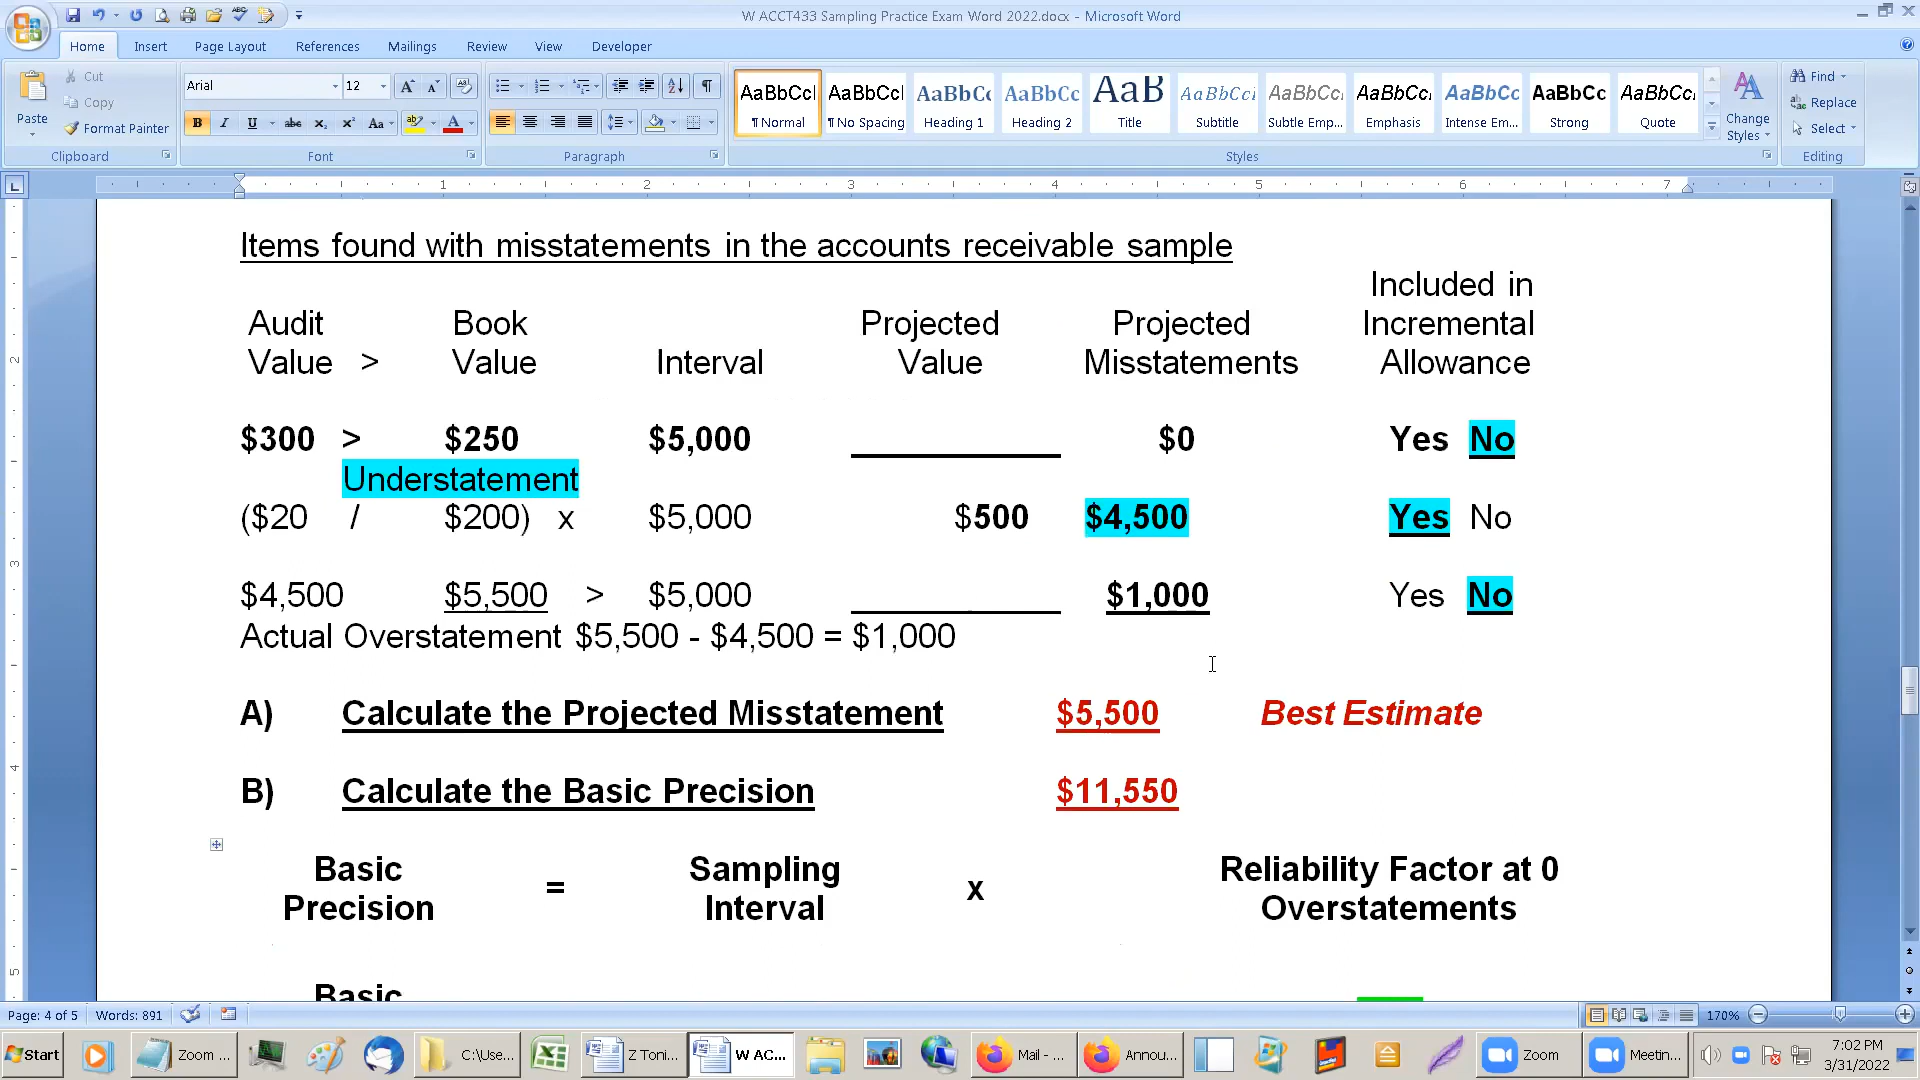 W ACCT433 Sampling Practice Exam Word 2022.docx - Microsoft Word
Home Insert Page Layout References Mailings Review View Developer
Paste Cut Copy Format Painter
Arial 12
AaBbCcI AaBbCcI AaBbCc AaBbCc AaB AaBbCcI AaBbCcI AaBbCcI AaBbCc AaBbCc AaBbCcI
¶ Normal ¶ No Spacing Heading 1 Heading 2 Title Subtitle Subtle Emp... Emphasis Intense Em... Strong Quote
Change Styles
Find
Replace
Select
Clipboard Font Paragraph Styles Editing
1 2 3 4 5 6 7
Items found with misstatements in the accounts receivable sample
Included in
Audit Book Projected Projected Incremental
Value > Value Interval Value Misstatements Allowance
$300 > $250 $5,000 $0 Yes No
Understatement
($20 / $200) x $5,000 $500 $4,500 Yes No
$4,500 $5,500 > $5,000 $1,000 Yes No
Actual Overstatement $5,500 - $4,500 = $1,000
A) Calculate the Projected Misstatement $5,500 Best Estimate
B) Calculate the Basic Precision $11,550
Basic Sampling Reliability Factor at 0
Precision = Interval x Overstatements
Basic
Page: 4 of 5 Words: 891 170%
Start Zoom ... C:\Use... Z Toni... W AC... Mail - ... Annou... Zoom Meetin... 7:02 PM
3/31/2022